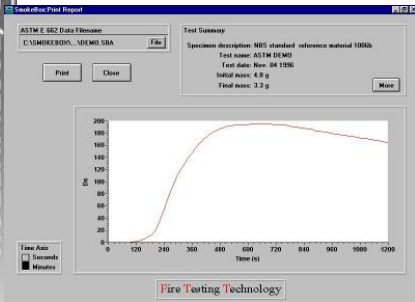 SmokeBox:Print Report
ASTM E 662 Data Filename
C:\SMOKEBOX\...\DEMO.SBA
File
Print
Close
Test Summary
Specimen description: NBS standard reference material 1006b
Test name: ASTM DEMO
Test date: Nov. 04 1996
Initial mass: 4.8 g
Final mass: 3.3 g
More
200
180
160
140
120
100
80
60
40
20
0
Ds
0 120 240 360 480 600 720 840 960 1080 1200
Time (s)
Time Axis
Seconds
Minutes
Fire Testing Technology